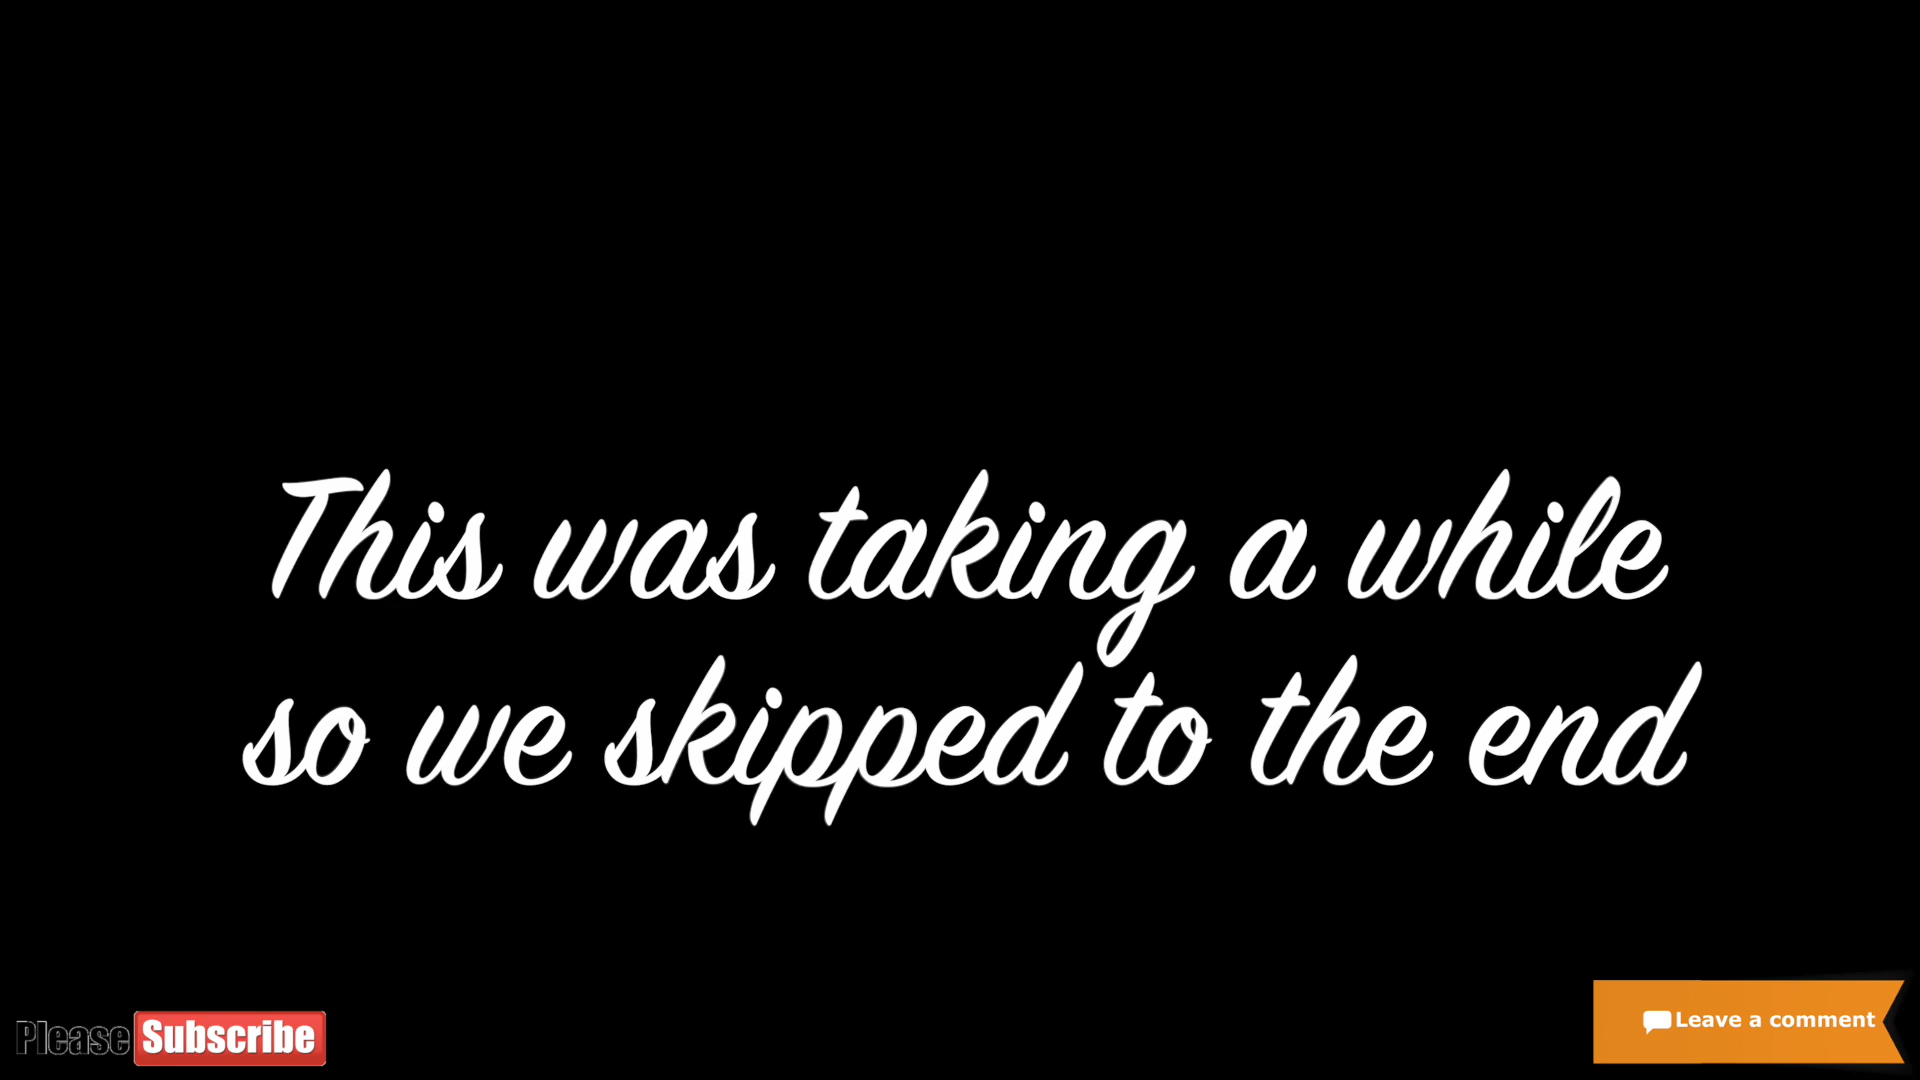 This was taking a while
so we skipped to the end
Please Subscribe
Leave a comment